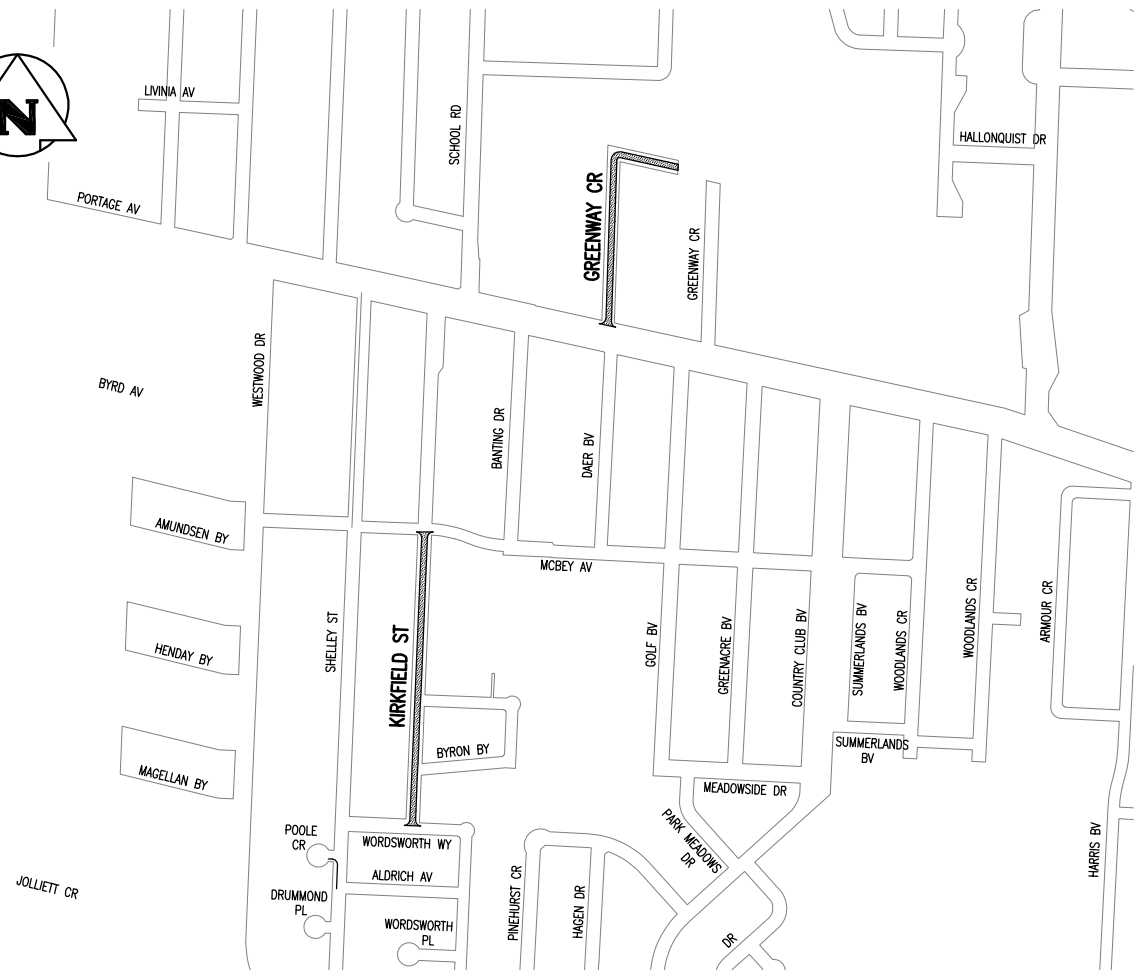 LIVINIA AV
N
SCHOOL RD
HALLONQUIST DR
PORTAGE AV
GREENWAY CR
GREENWAY CR
WESTWOOD DR
BYRD AV
BANTING DR
DAER BV
AMUNDSEN BY
MCBEY AV
SHELLEY ST
HENDAY BY
KIRKFIELD ST
GOLF BV
GREENACRE BV
COUNTRY CLUB BV
SUMMERLANDS BV
WOODLANDS CR
WOODLANDS CR
ARMOUR CR
BYRON BY
SUMMERLANDS
BV
MAGELLAN BY
MEADOWSIDE DR
POOLE
CR
WORDSWORTH WY
PARK MEADOWS
DR
HARRIS BV
ALDRICH AV
JOLLIETT CR
DRUMMOND
PL
WORDSWORTH
PL
PINEHURST CR
HAGEN DR
DR